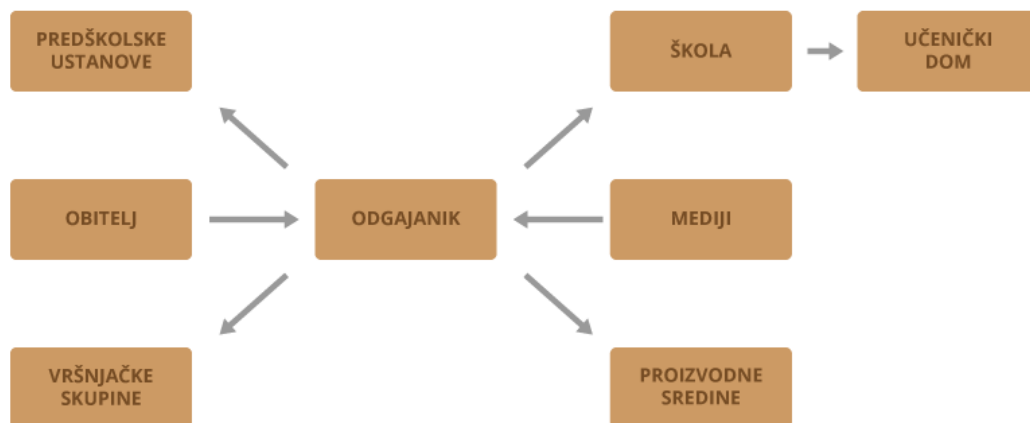 PREDŠKOLSKE
USTANOVE
ŠKOLA
UČENIČKI
DOM
OBITELJ
ODGAJANIK
MEDIJI
VRŠNJAČKE
SKUPINE
PROIZVODNE
SREDINE